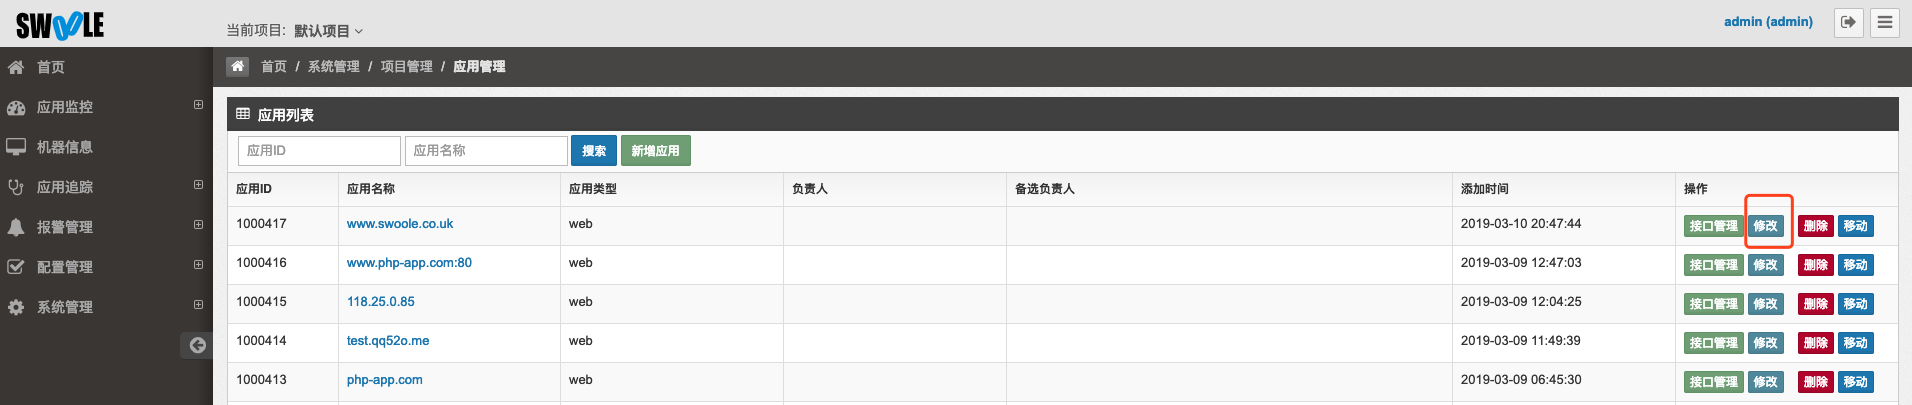 SWOOLE
当前项目: 默认项目
admin (admin)
首页
应用监控
机器信息
应用追踪
报警管理
配置管理
系统管理
首页 / 系统管理 / 项目管理 / 应用管理
应用列表
应用ID 应用名称 搜索 新增应用
应用ID 应用名称 应用类型 负责人 备选负责人 添加时间 操作
1000417 www.swoole.co.uk web 2019-03-10 20:47:44 接口管理 修改 删除 移动
1000416 www.php-app.com:80 web 2019-03-09 12:47:03 接口管理 修改 删除 移动
1000415 118.25.0.85 web 2019-03-09 12:04:25 接口管理 修改 删除 移动
1000414 test.qq52o.me web 2019-03-09 11:49:39 接口管理 修改 删除 移动
1000413 php-app.com web 2019-03-09 06:45:30 接口管理 修改 删除 移动